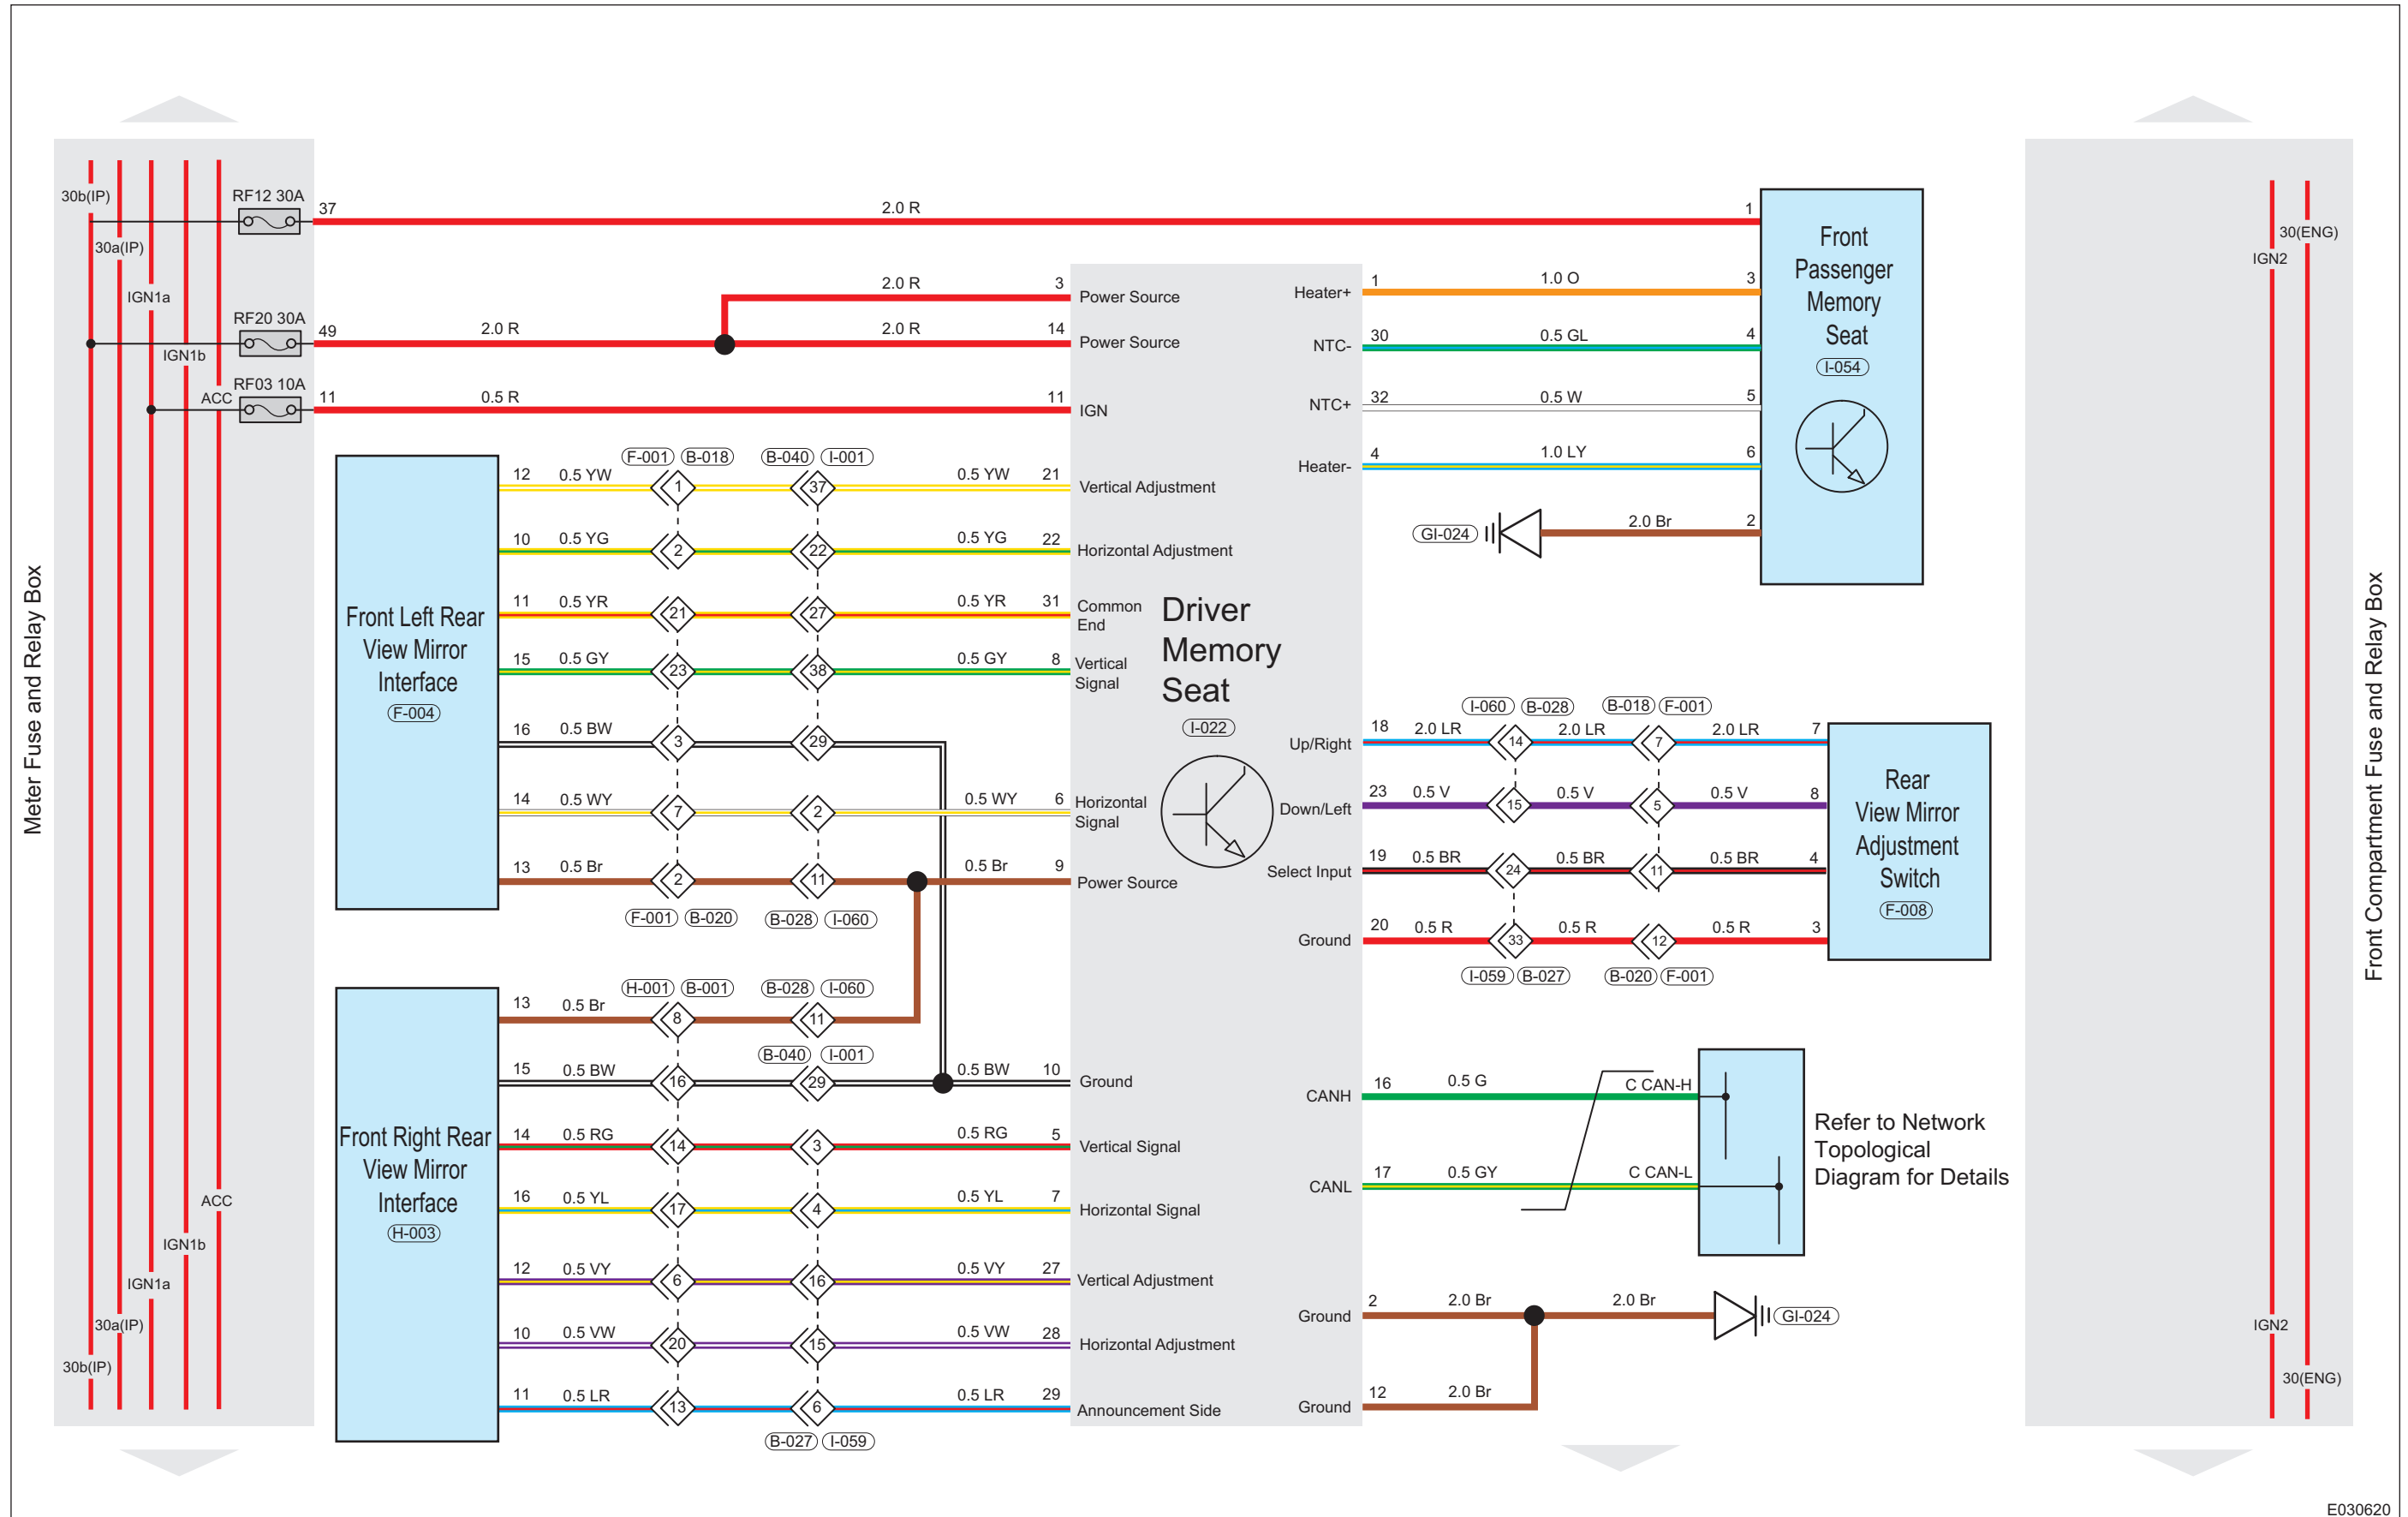 Meter Fuse and Relay Box
30b(IP)
30a(IP)
IGN1a
IGN1b
ACC
RF12 30A
37
2.0 R
1
RF20 30A
49
2.0 R
2.0 R
3
Power Source
2.0 R
14
Power Source
RF03 10A
11
0.5 R
11
IGN
ACC
IGN1b
IGN1a
30a(IP)
30b(IP)
Front Left Rear
View Mirror
Interface
F-004
F-001
B-018
B-040
I-001
12
0.5 YW
1
37
0.5 YW
21
Vertical Adjustment
10
0.5 YG
2
22
0.5 YG
22
Horizontal Adjustment
11
0.5 YR
21
27
0.5 YR
31
Common
End
15
0.5 GY
23
38
0.5 GY
8
Vertical
Signal
16
0.5 BW
3
29
14
0.5 WY
7
2
0.5 WY
6
Horizontal
Signal
13
0.5 Br
2
11
0.5 Br
9
Power Source
F-001
B-020
B-028
I-060
Front Right Rear
View Mirror
Interface
H-003
H-001
B-001
B-028
I-060
13
0.5 Br
8
11
B-040
I-001
15
0.5 BW
16
29
0.5 BW
10
Ground
14
0.5 RG
14
3
0.5 RG
5
Vertical Signal
16
0.5 YL
17
4
0.5 YL
7
Horizontal Signal
12
0.5 VY
6
16
0.5 VY
27
Vertical Adjustment
10
0.5 VW
20
15
0.5 VW
28
Horizontal Adjustment
11
0.5 LR
13
6
0.5 LR
29
Announcement Side
B-027
I-059
Driver
Memory
Seat
I-022
Heater+
1
1.0 O
3
NTC-
30
0.5 GL
4
NTC+
32
0.5 W
5
Heater-
4
1.0 LY
6
GI-024
2.0 Br
2
Front
Passenger
Memory
Seat
I-054
I-060
B-028
B-018
F-001
Up/Right
18
2.0 LR
14
2.0 LR
7
2.0 LR
7
Down/Left
23
0.5 V
15
0.5 V
5
0.5 V
8
Select Input
19
0.5 BR
24
0.5 BR
11
0.5 BR
4
Ground
20
0.5 R
33
0.5 R
12
0.5 R
3
I-059
B-027
B-020
F-001
Rear
View Mirror
Adjustment
Switch
F-008
CANH
16
0.5 G
C CAN-H
CANL
17
0.5 GY
C CAN-L
Refer to Network
Topological
Diagram for Details
Ground
2
2.0 Br
2.0 Br
GI-024
Ground
12
2.0 Br
30(ENG)
IGN2
IGN2
30(ENG)
Front Compartment Fuse and Relay Box
E030620